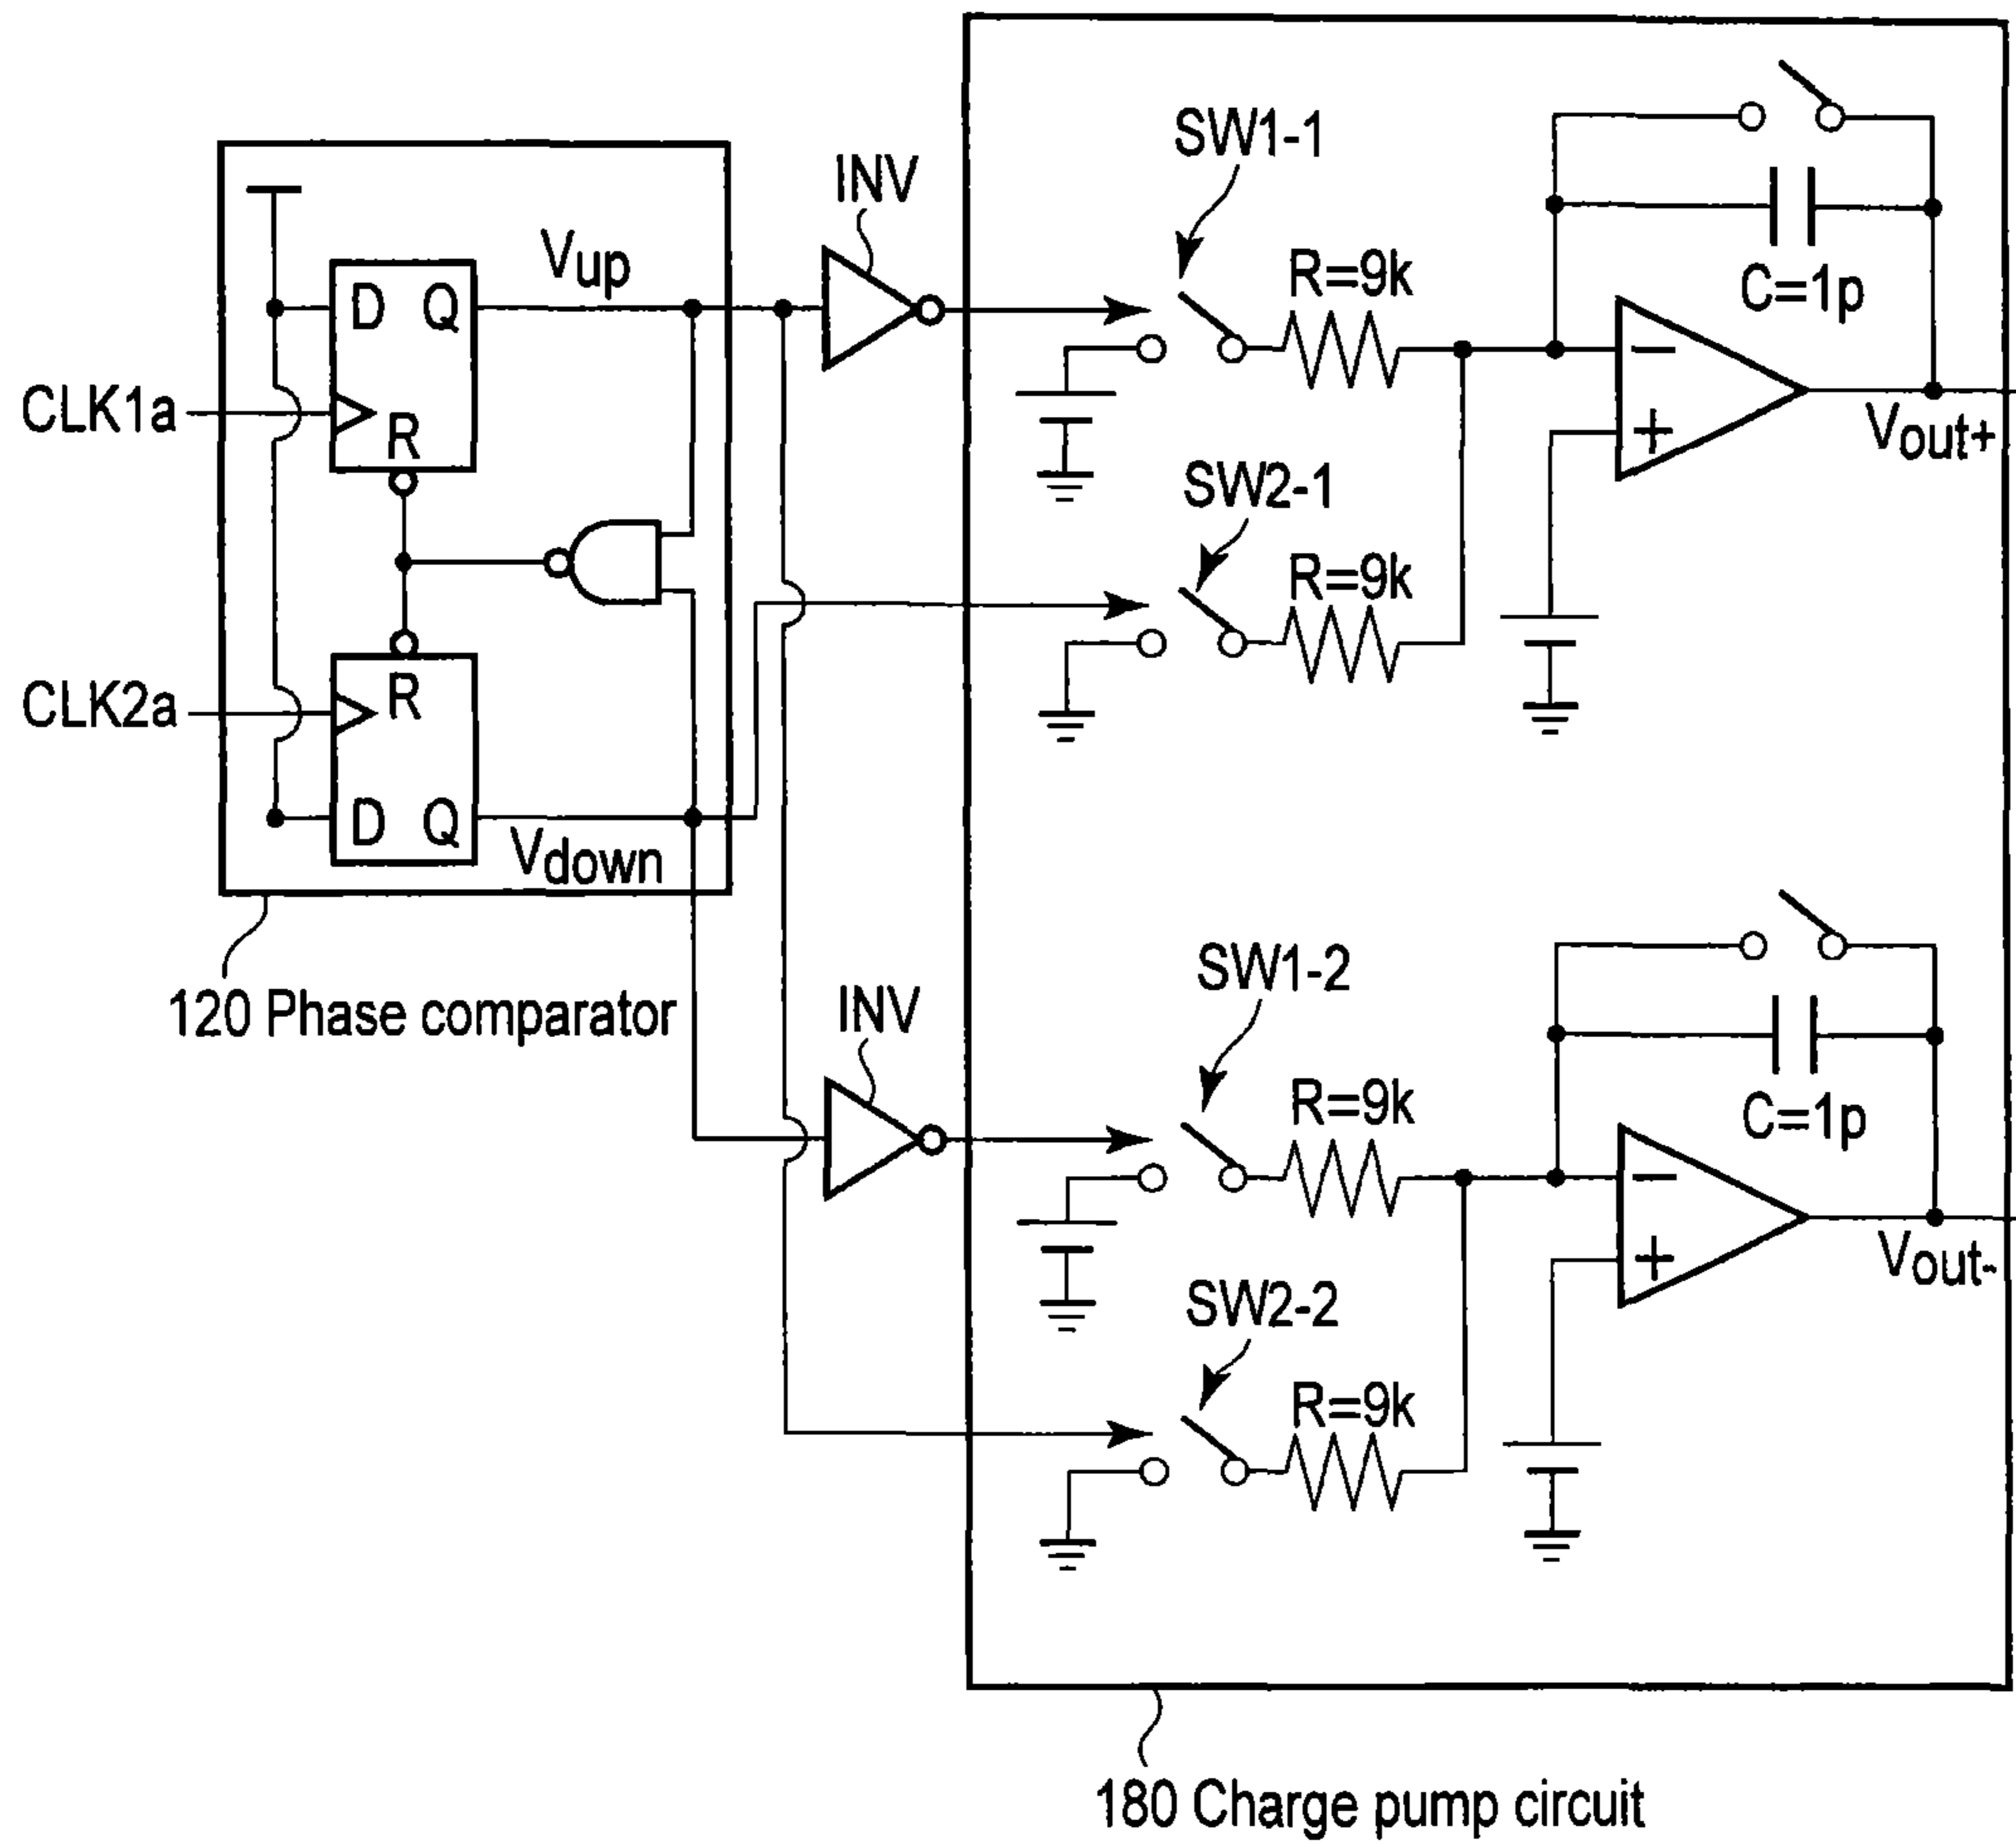 SW1-1
INV
Vup
R=9k
C=1p
D Q
CLK1a
R
−
+
Vout+
SW2-1
R=9k
CLK2a
R
D Q
Vdown
120 Phase comparator
INV
SW1-2
R=9k
C=1p
−
+
Vout-
SW2-2
R=9k
180 Charge pump circuit